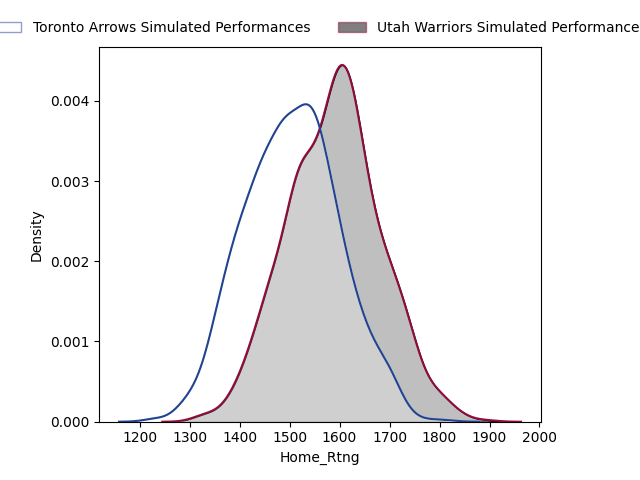 Toronto Arrows Simulated Performances
Utah Warriors Simulated Performance
0.004
0.003
0.002
0.001
0.000
Density
1200 1300 1400 1500 1600 1700 1800 1900 2000
Home_Rtng